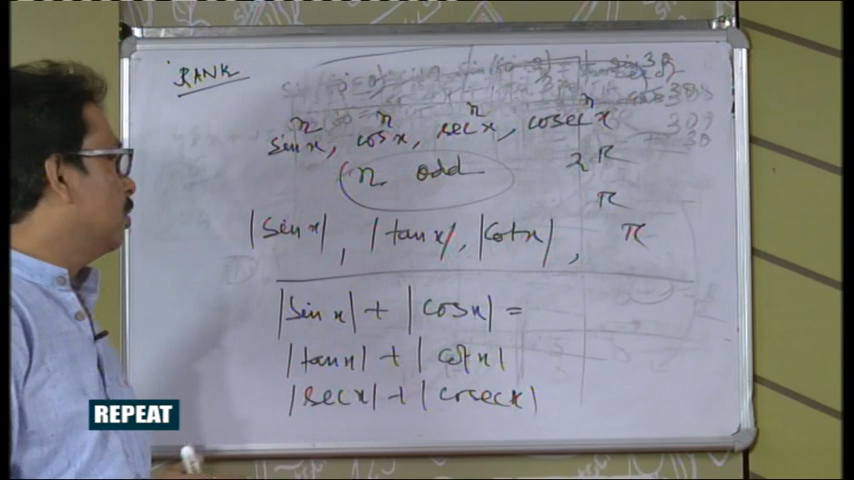 RANK
sinⁿx, cosⁿx, secⁿx, cosecⁿx
(n odd 2π
π
|sin x|, |tan x|, |cot x|, π
|sin x| + |cos x| =
|tan x| + |cot x|
|sec x| + |cosec x|
REPEAT